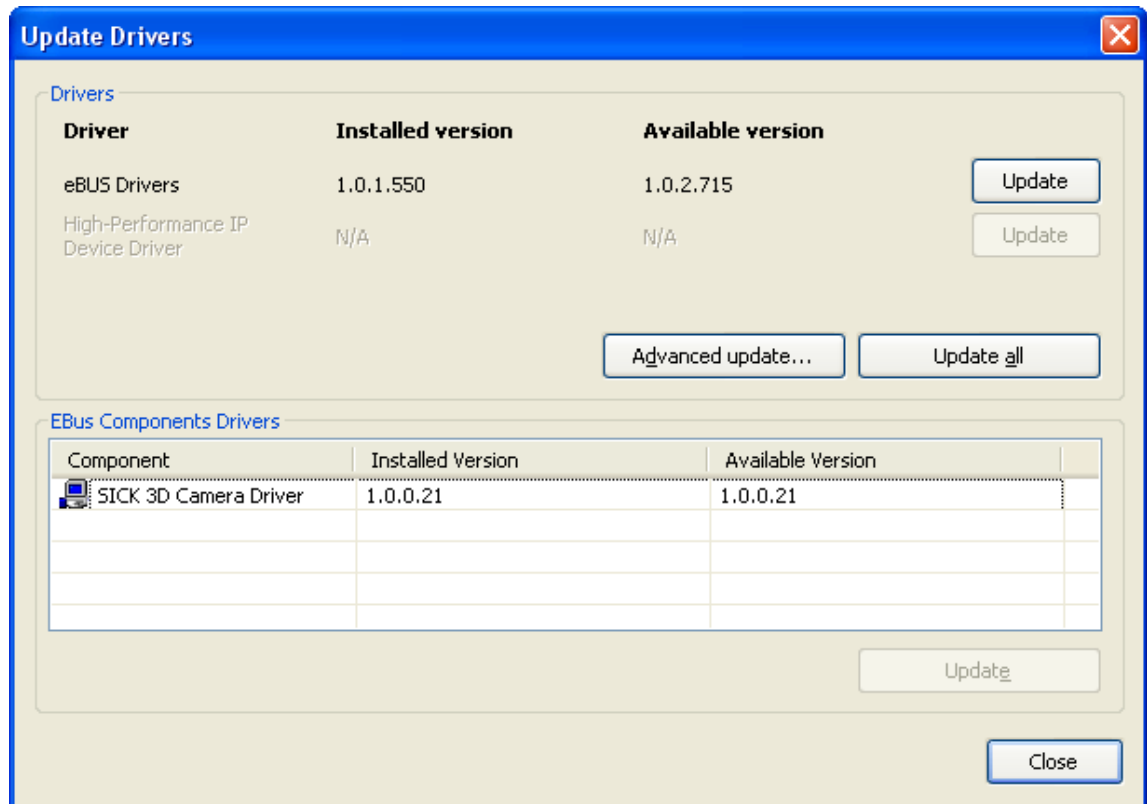 Update Drivers
Drivers
Driver Installed version Available version
eBUS Drivers 1.0.1.550 1.0.2.715 Update
High-Performance IP
Device Driver N/A N/A Update
Advanced update... Update all
EBus Components Drivers
Component Installed Version Available Version
SICK 3D Camera Driver 1.0.0.21 1.0.0.21
Update
Close